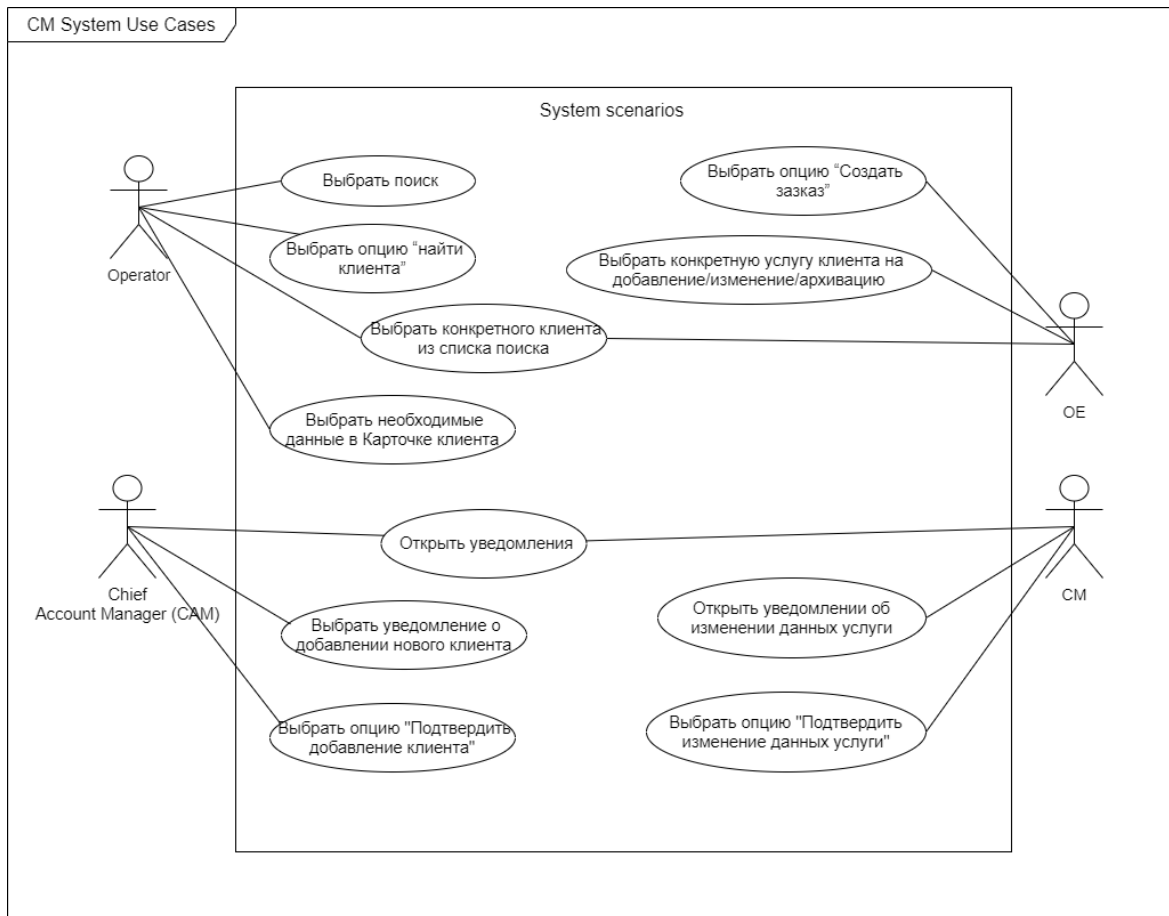 CM System Use Cases
System scenarios
Выбрать поиск
Выбрать опцию “Создать
зазказ”
Выбрать опцию “найти
клиента”
Operator
Выбрать конкретную услугу клиента на
добавление/изменение/архивацию
Выбрать конкретного клиента
из списка поиска
OE
Выбрать необходимые
данные в Карточке клиента
Открыть уведомления
Chief
Account Manager (CAM)
CM
Выбрать уведомление о
добавлении нового клиента
Открыть уведомлении об
изменении данных услуги
Выбрать опцию "Подтвердить
добавление клиента"
Выбрать опцию "Подтвердить
изменение данных услуги"